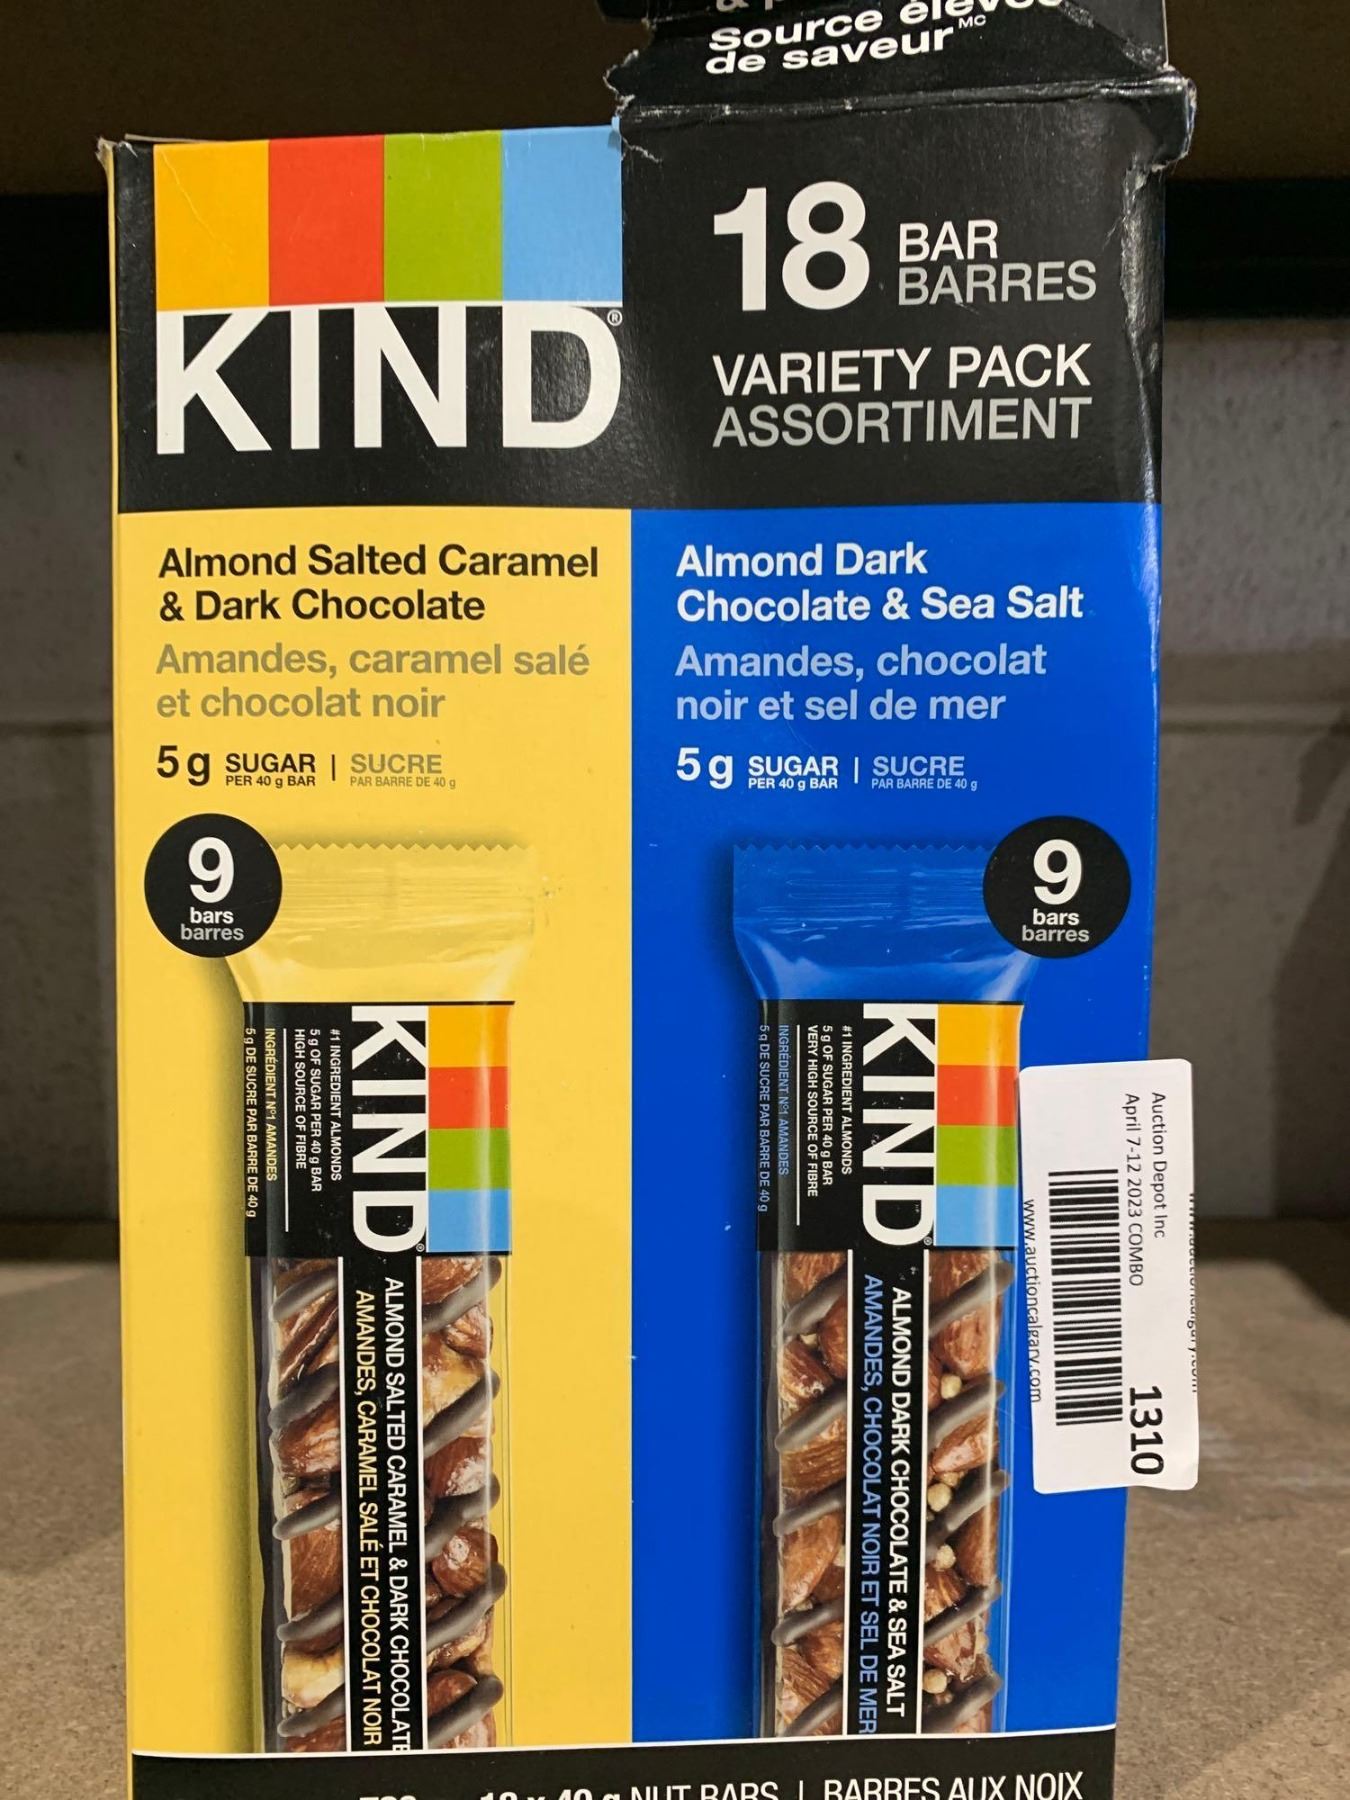 Source
de saveur MC
KIND®
18 BAR
BARRES
VARIETY PACK
ASSORTIMENT
Almond Salted Caramel
& Dark Chocolate
Amandes, caramel salé
et chocolat noir
5 g SUGAR | SUCRE
PER 40 g BAR PAR BARRE DE 40 g
9
bars
barres
KIND®
#1 INGREDIENT ALMONDS
5 g OF SUGAR PER 40 g BAR
HIGH SOURCE OF FIBRE
INGRÉDIENT Nº1 AMANDES
5 g DE SUCRE PAR BARRE DE 40 g
ALMOND SALTED CARAMEL & DARK CHOCOLATE
AMANDES, CARAMEL SALÉ ET CHOCOLAT NOIR
Almond Dark
Chocolate & Sea Salt
Amandes, chocolat
noir et sel de mer
5 g SUGAR | SUCRE
PER 40 g BAR PAR BARRE DE 40 g
9
bars
barres
KIND®
#1 INGREDIENT ALMONDS
5 g OF SUGAR PER 40 g BAR
VERY HIGH SOURCE OF FIBRE
INGRÉDIENT Nº1 AMANDES
5 g DE SUCRE PAR BARRE DE 40 g
ALMOND DARK CHOCOLATE & SEA SALT
AMANDES, CHOCOLAT NOIR ET SEL DE MER
Auction Depot Inc
April 7-12 2023 COMBO
1310
www.auctioncalgary.com
18 x 40 g NUT BARS | BARRES AUX NOIX